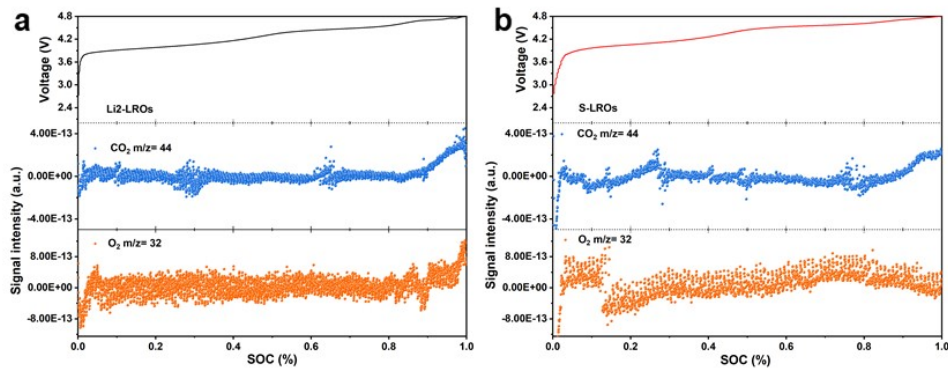 a
4.8
4.2
3.6
3.0
2.4
Voltage (V)
Li2-LROs
4.00E-13
0.00E+00
-4.00E-13
CO₂ m/z= 44
Signal intensity (a.u.)
8.00E-13
0.00E+00
-8.00E-13
O₂ m/z= 32
0.0 0.2 0.4 0.6 0.8 1.0
SOC (%)
b
4.8
4.2
3.6
3.0
2.4
Voltage (V)
S-LROs
4.00E-13
0.00E+00
-4.00E-13
CO₂ m/z= 44
Signal intensity (a.u.)
8.00E-13
0.00E+00
-8.00E-13
O₂ m/z= 32
0.0 0.2 0.4 0.6 0.8 1.0
SOC (%)